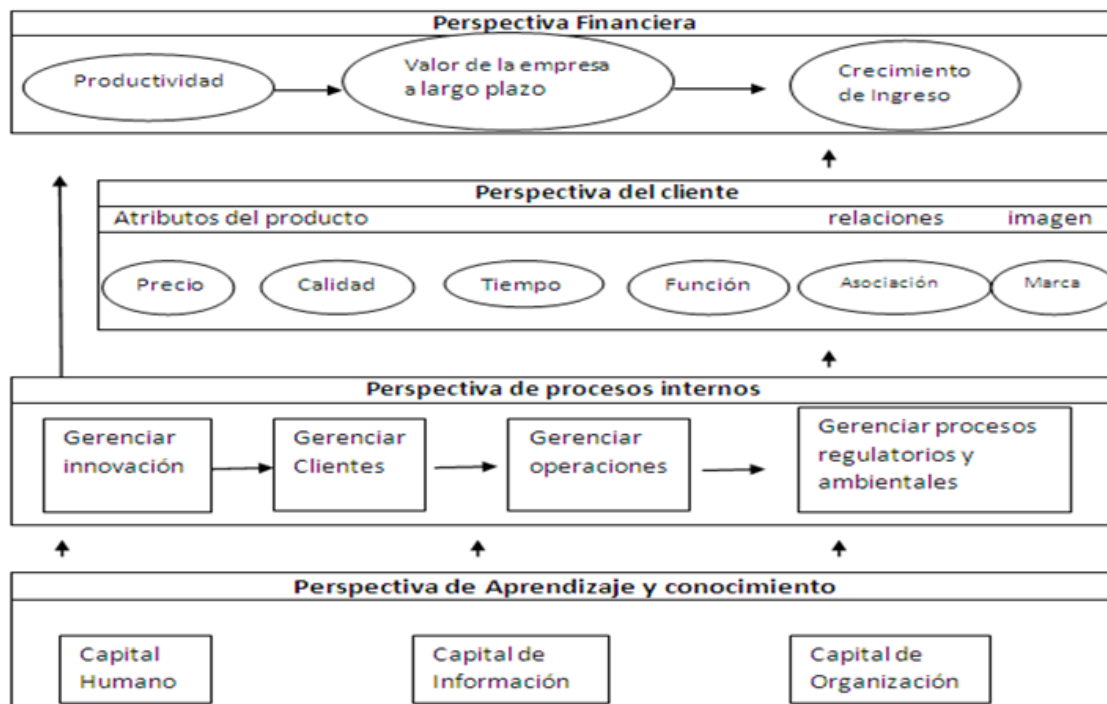 Perspectiva Financiera
Productividad
Valor de la empresa
a largo plazo
Crecimiento
de Ingreso
Perspectiva del cliente
Atributos del producto relaciones imagen
Precio
Calidad
Tiempo
Función
Asociación
Marca
Perspectiva de procesos internos
Gerenciar
innovación
Gerenciar
Clientes
Gerenciar
operaciones
Gerenciar procesos
regulatorios y
ambientales
Perspectiva de Aprendizaje y conocimiento
Capital
Humano
Capital de
Información
Capital de
Organización